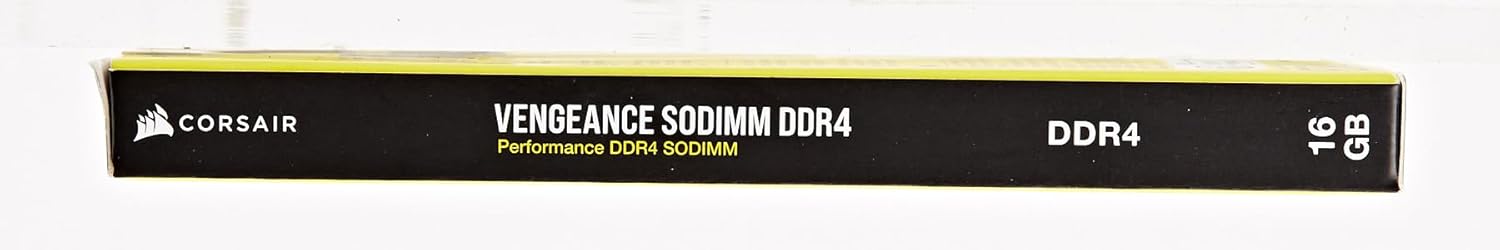 CORSAIR
VENGEANCE SODIMM DDR4
Performance DDR4 SODIMM
DDR4
16
GB